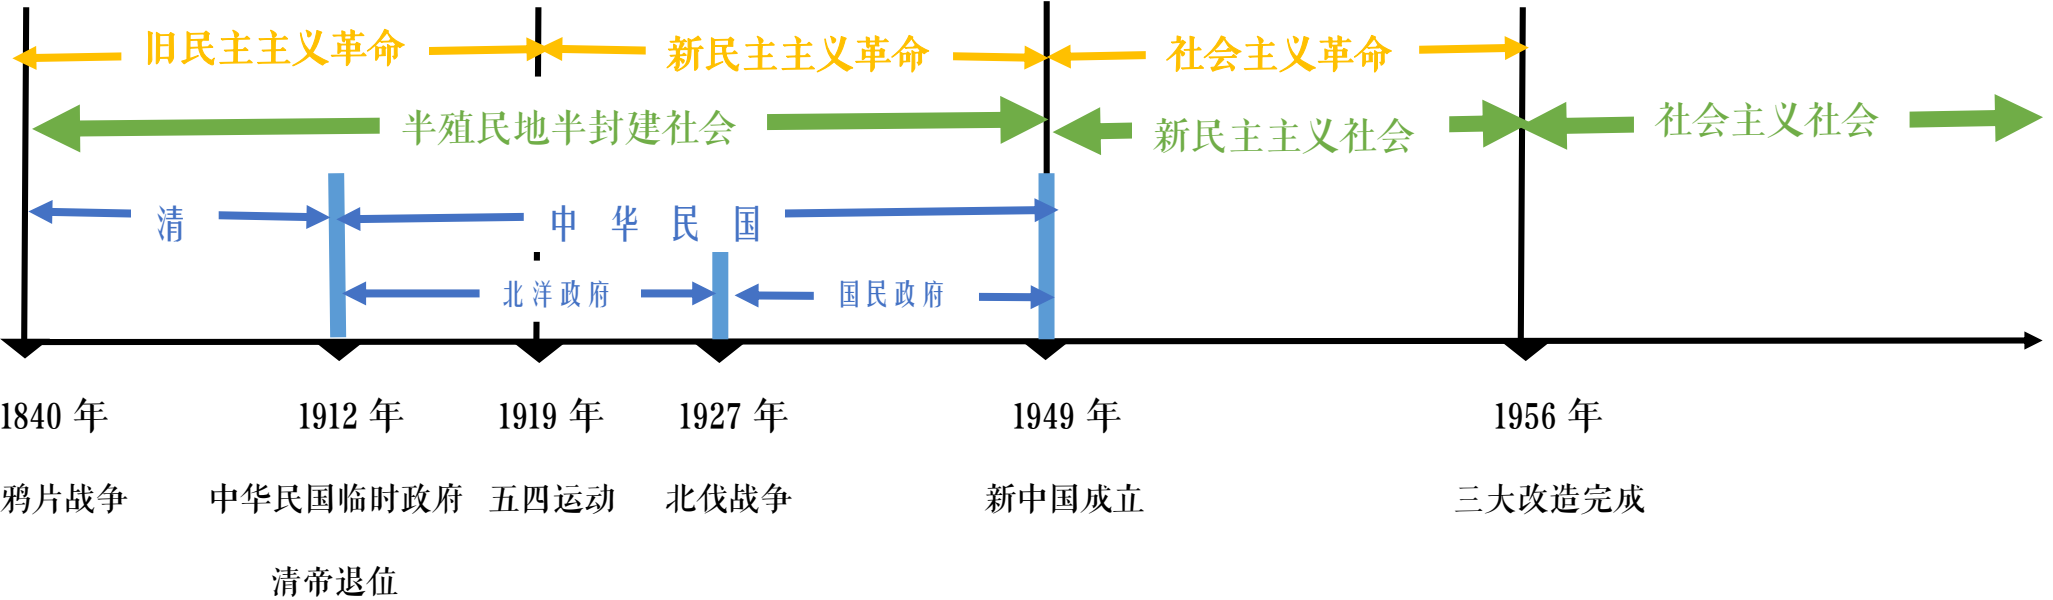 旧民主主义革命 新民主主义革命 社会主义革命
半殖民地半封建社会 新民主主义社会 社会主义社会
清 中华民国
北洋政府 国民政府
1840 年 1912 年 1919 年 1927 年 1949 年 1956 年
鸦片战争 中华民国临时政府 五四运动 北伐战争 新中国成立 三大改造完成
清帝退位